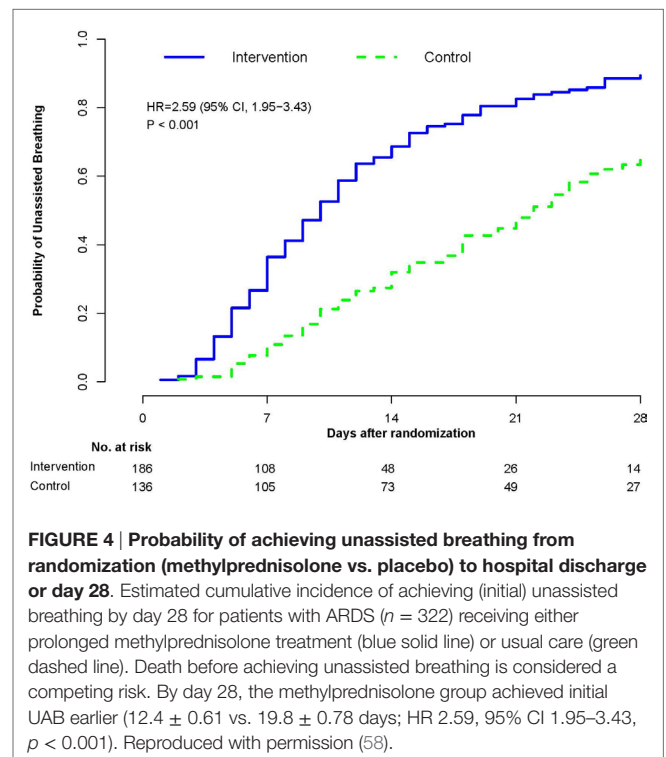 1.0
0.8
0.6
0.4
0.2
0.0
Probability of Unassisted Breathing
Intervention Control
HR=2.59 (95% CI, 1.95–3.43)
P < 0.001
0 7 14 21 28
Days after randomization
No. at risk
Intervention 186 108 48 26 14
Control 136 105 73 49 27
FIGURE 4 | Probability of achieving unassisted breathing from
randomization (methylprednisolone vs. placebo) to hospital discharge
or day 28. Estimated cumulative incidence of achieving (initial) unassisted
breathing by day 28 for patients with ARDS (n = 322) receiving either
prolonged methylprednisolone treatment (blue solid line) or usual care (green
dashed line). Death before achieving unassisted breathing is considered a
competing risk. By day 28, the methylprednisolone group achieved initial
UAB earlier (12.4 ± 0.61 vs. 19.8 ± 0.78 days; HR 2.59, 95% CI 1.95–3.43,
p < 0.001). Reproduced with permission (58).